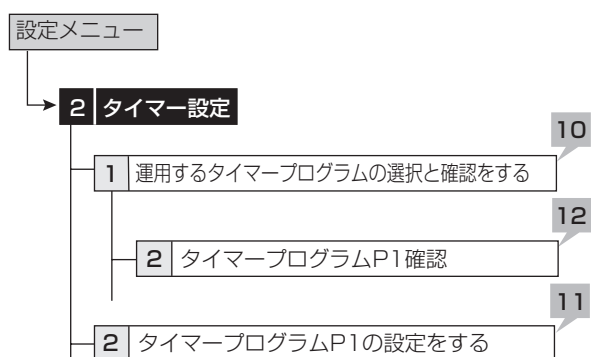 設定メニュー
2 タイマー設定
10
1 運用するタイマープログラムの選択と確認をする
12
2 タイマープログラムP1確認
11
2 タイマープログラムP1の設定をする